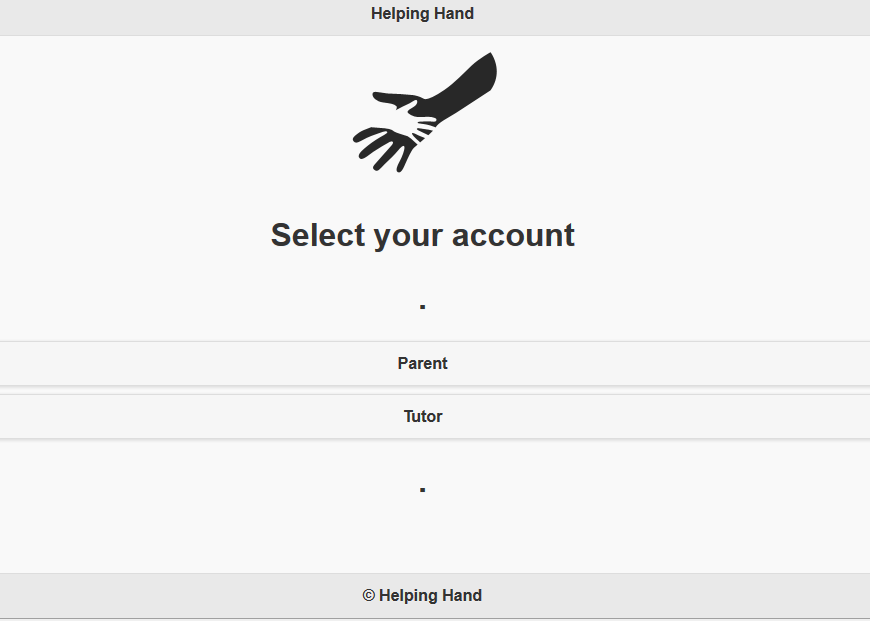 Helping Hand
Select your account
-
Parent
Tutor
-
© Helping Hand